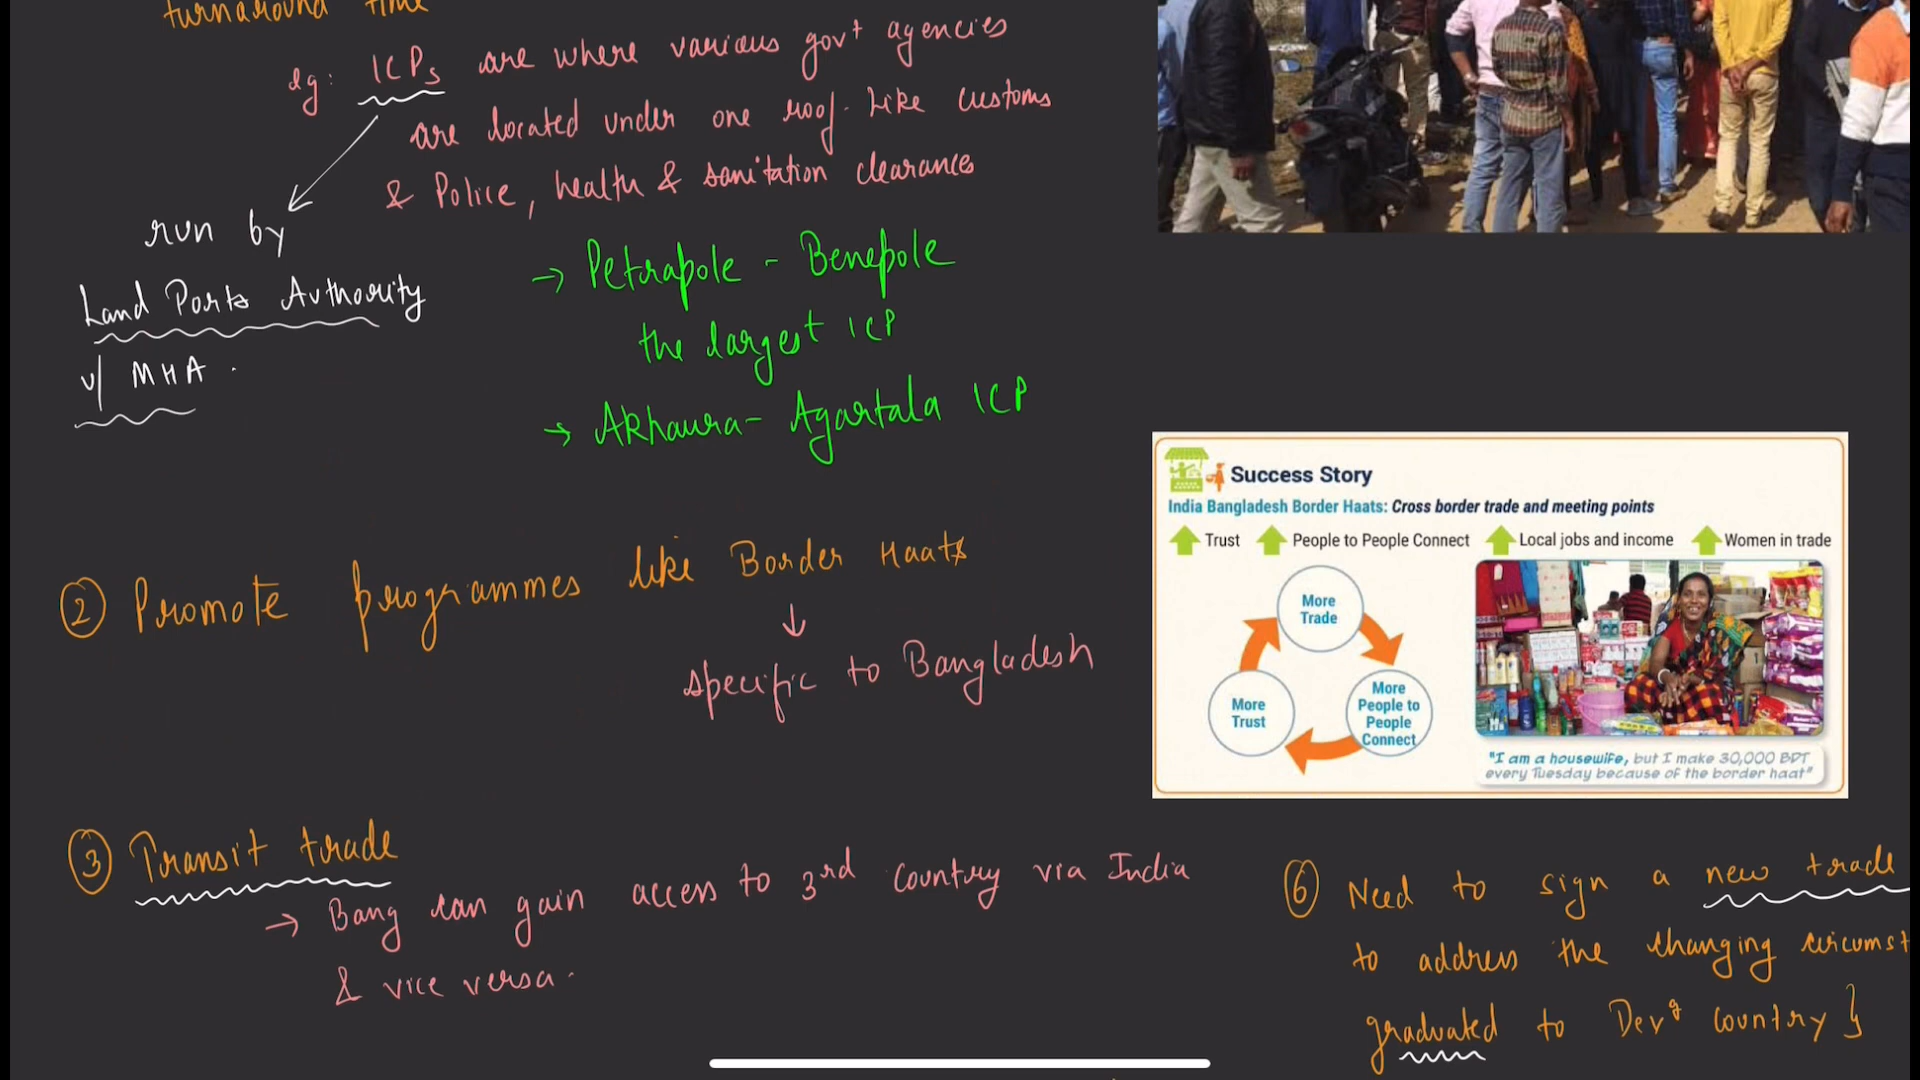 turnaround time
eg: ICPs are where various govt agencies
are located under one roof. Like Customs
& Police, health & sanitation clearances
run by
Land Ports Authority
u/ MHA.
→ Petrapole - Benepole
the largest ICP
→ Akhaura- Agartala ICP
② Promote programmes like Border Haats
↓
specific to Bangladesh
Success Story
India Bangladesh Border Haats: Cross border trade and meeting points
Trust
People to People Connect
Local jobs and income
Women in trade
More
Trade
More
People to
People
Connect
More
Trust
"I am a housewife, but I make 30,000 BDT
every Tuesday because of the border haat"
③ Transit trade
→ Bang can gain access to 3rd Country via India
& vice versa.
⑥ Need to sign a new trade
to address the changing circumst
graduated to Devg Country }